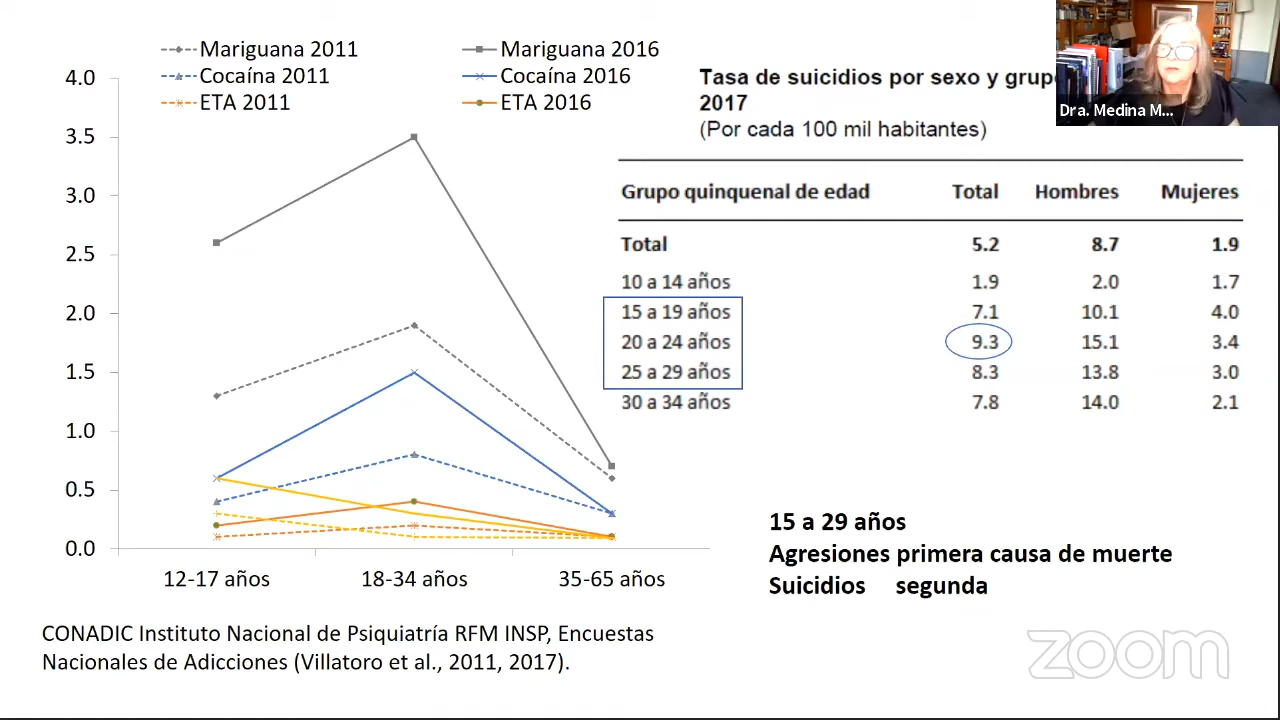 Mariguana 2011
Mariguana 2016
Cocaína 2011
Cocaína 2016
ETA 2011
ETA 2016
4.0
3.5
3.0
2.5
2.0
1.5
1.0
0.5
0.0
12-17 años
18-34 años
35-65 años
CONADIC Instituto Nacional de Psiquiatría RFM INSP, Encuestas
Nacionales de Adicciones (Villatoro et al., 2011, 2017).
Tasa de suicidios por sexo y
2017
(Por cada 100 mil habitantes)
Grupo quinquenal de edad Total Hombres Mujeres
Total 5.2 8.7 1.9
10 a 14 años 1.9 2.0 1.7
15 a 19 años 7.1 10.1 4.0
20 a 24 años 9.3 15.1 3.4
25 a 29 años 8.3 13.8 3.0
30 a 34 años 7.8 14.0 2.1
15 a 29 años
Agresiones primera causa de muerte
Suicidios segunda
Dra. Medina M...
zoom